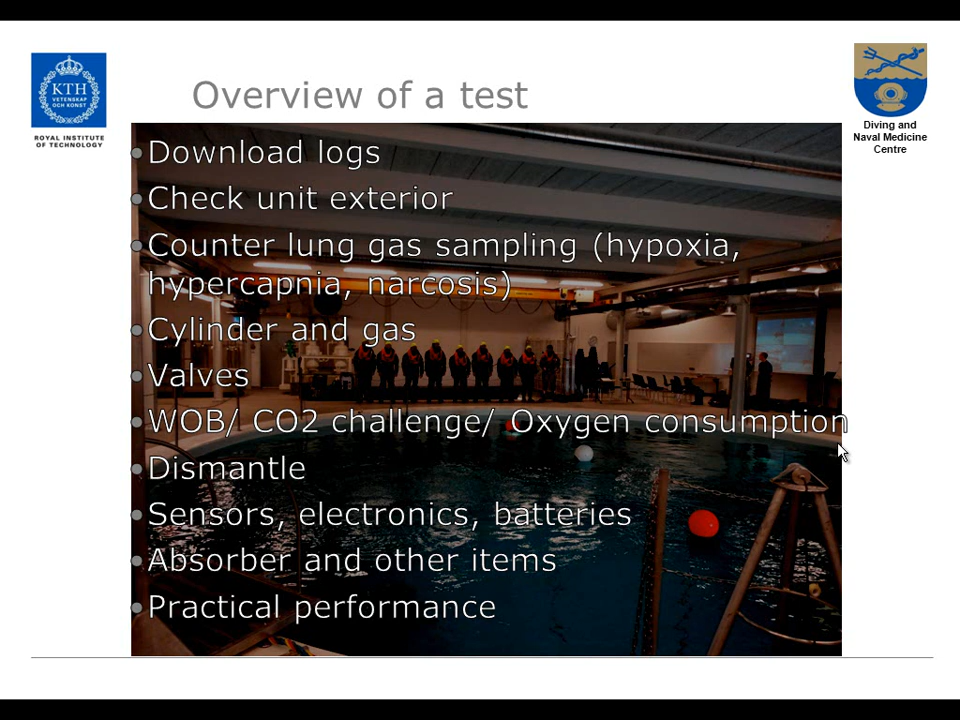 KTH
VETENSKAP
OCH KONST
ROYAL INSTITUTE
OF TECHNOLOGY
Overview of a test
Diving and
Naval Medicine
Centre
•Download logs
•Check unit exterior
•Counter lung gas sampling (hypoxia,
hypercapnia, narcosis)
•Cylinder and gas
•Valves
•WOB/ CO2 challenge/ Oxygen consumption
•Dismantle
•Sensors, electronics, batteries
•Absorber and other items
•Practical performance